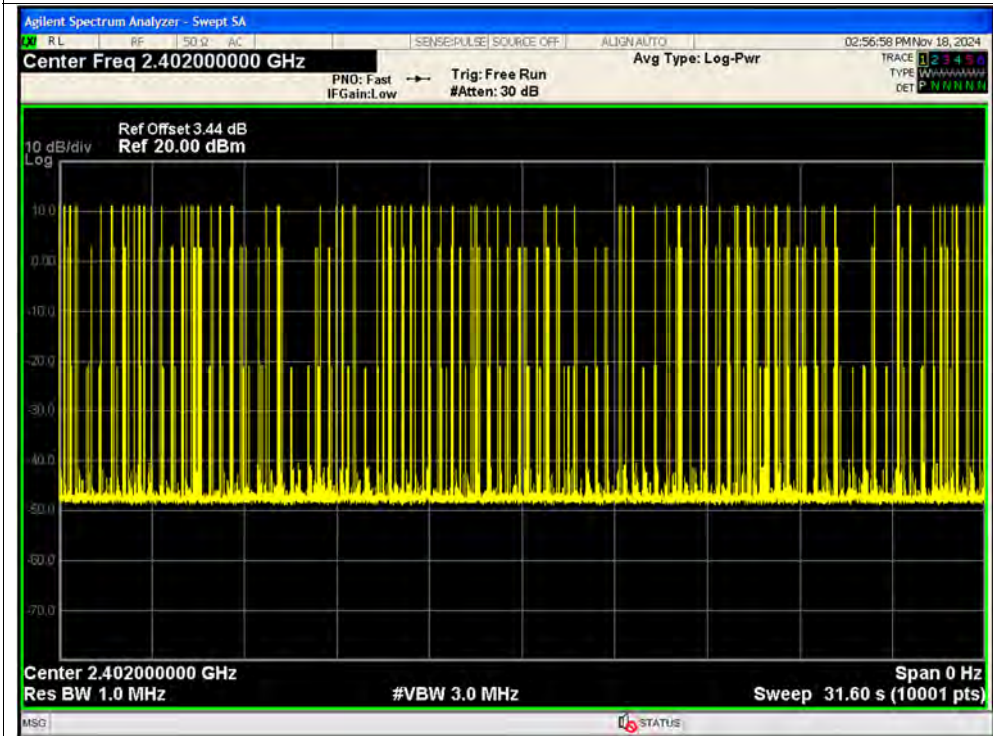 Agilent Spectrum Analyzer - Swept SA
RL RF 50 Ω AC SENSE:PULSE SOURCE OFF ALIGN AUTO 02:56:58 PM Nov 18, 2024
Center Freq 2.402000000 GHz
PNO: Fast
IFGain:Low
Trig: Free Run
#Atten: 30 dB
Avg Type: Log-Pwr
TRACE 1 2 3 4 5 6
TYPE W
DET P N N N N N
Ref Offset 3.44 dB
10 dB/div Ref 20.00 dBm
Log
10.0
0.00
-10.0
-20.0
-30.0
-40.0
-50.0
-60.0
-70.0
Center 2.402000000 GHz Span 0 Hz
Res BW 1.0 MHz #VBW 3.0 MHz Sweep 31.60 s (10001 pts)
MSG STATUS